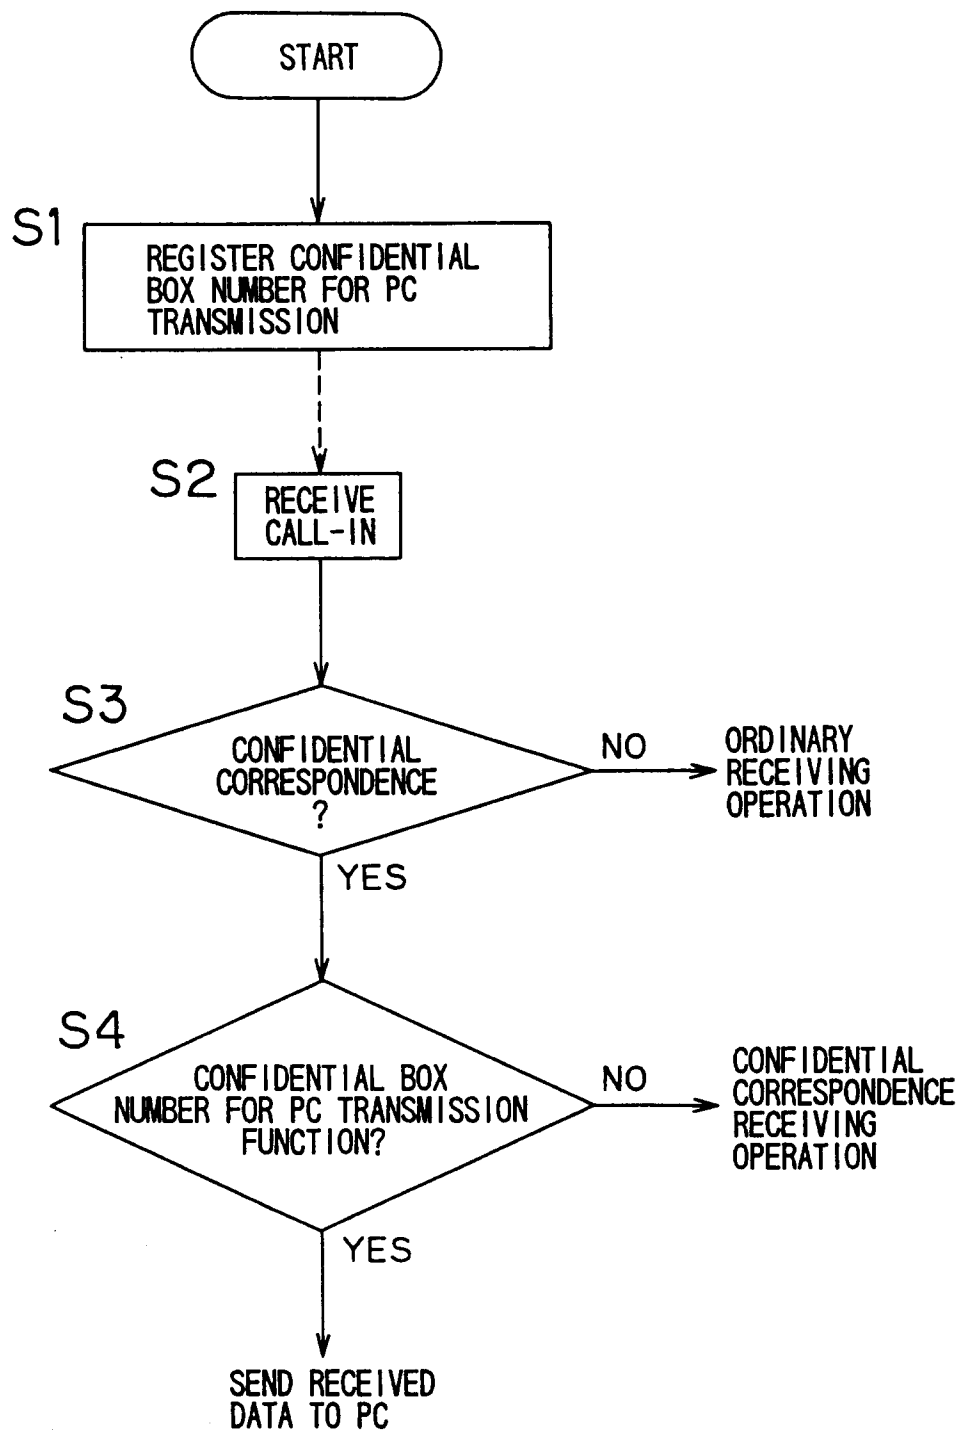 START
S1
REGISTER CONFIDENTIAL
BOX NUMBER FOR PC
TRANSMISSION
S2
RECEIVE
CALL-IN
S3
CONFIDENTIAL
CORRESPONDENCE
?
NO
ORDINARY
RECEIVING
OPERATION
YES
S4
CONFIDENTIAL BOX
NUMBER FOR PC TRANSMISSION
FUNCTION?
NO
CONFIDENTIAL
CORRESPONDENCE
RECEIVING
OPERATION
YES
SEND RECEIVED
DATA TO PC